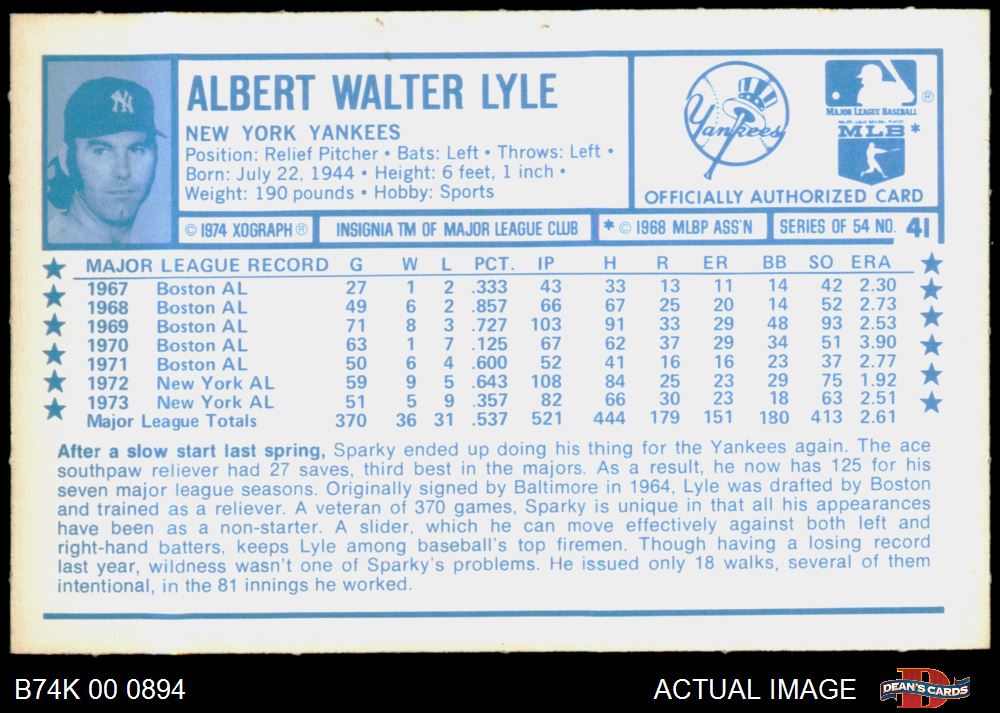 ALBERT WALTER LYLE
NEW YORK YANKEES
Position: Relief Pitcher • Bats: Left • Throws: Left •
Born: July 22, 1944 • Height: 6 feet, 1 inch •
Weight: 190 pounds • Hobby: Sports
NY
Yankees
MAJOR LEAGUE BASEBALL ®
MLB *
OFFICIALLY AUTHORIZED CARD
© 1974 XOGRAPH ® INSIGNIA TM OF MAJOR LEAGUE CLUB * © 1968 MLBP ASS'N SERIES OF 54 NO. 41
MAJOR LEAGUE RECORD G W L PCT. IP H R ER BB SO ERA
1967 Boston AL 27 1 2 .333 43 33 13 11 14 42 2.30
1968 Boston AL 49 6 2 .857 66 67 25 20 14 52 2.73
1969 Boston AL 71 8 3 .727 103 91 33 29 48 93 2.53
1970 Boston AL 63 1 7 .125 67 62 37 29 34 51 3.90
1971 Boston AL 50 6 4 .600 52 41 16 16 23 37 2.77
1972 New York AL 59 9 5 .643 108 84 25 23 29 75 1.92
1973 New York AL 51 5 9 .357 82 66 30 23 18 63 2.51
Major League Totals 370 36 31 .537 521 444 179 151 180 413 2.61
After a slow start last spring, Sparky ended up doing his thing for the Yankees again. The ace
southpaw reliever had 27 saves, third best in the majors. As a result, he now has 125 for his
seven major league seasons. Originally signed by Baltimore in 1964, Lyle was drafted by Boston
and trained as a reliever. A veteran of 370 games, Sparky is unique in that all his appearances
have been as a non-starter. A slider, which he can move effectively against both left and
right-hand batters, keeps Lyle among baseball's top firemen. Though having a losing record
last year, wildness wasn't one of Sparky's problems. He issued only 18 walks, several of them
intentional, in the 81 innings he worked.
B74K 00 0894 ACTUAL IMAGE DEAN'S CARDS